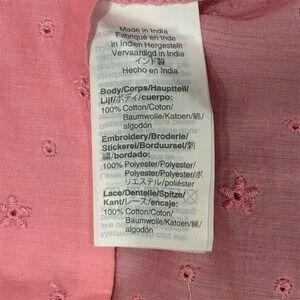 Made in India
Fabriqué en Inde
In Indien Hergestellt
Vervaardigd in India
インド製
Hecho en India
Body/Corps/Hauptteil/
Lijf/ボディ/cuerpo:
100% Cotton/Coton/
Baumwolle/Katoen/綿/
algodón
Embroidery/Broderie/
Stickerei/Borduursel/刺
繍/bordado:
100% Polyester/Polyester/
Polyester/Polyester/ポ
リエステル/poliéster
Lace/Dentelle/Spitze/
Kant/レース/encaje:
100% Cotton/Coton/
Baumwolle/Katoen/綿/
algodón